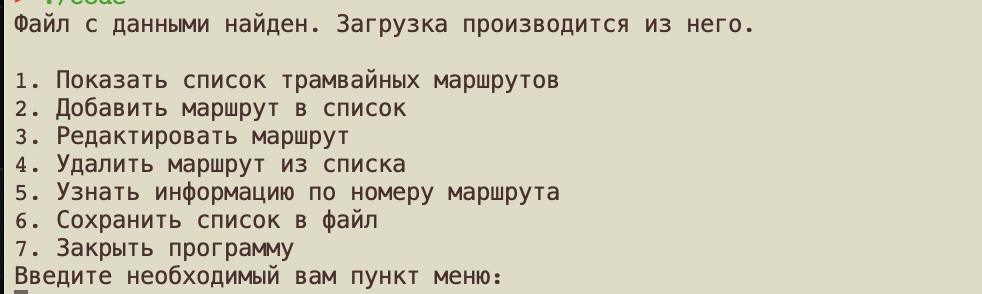 ./code
Файл с данными найден. Загрузка производится из него.
1. Показать список трамвайных маршрутов
2. Добавить маршрут в список
3. Редактировать маршрут
4. Удалить маршрут из списка
5. Узнать информацию по номеру маршрута
6. Сохранить список в файл
7. Закрыть программу
Введите необходимый вам пункт меню: